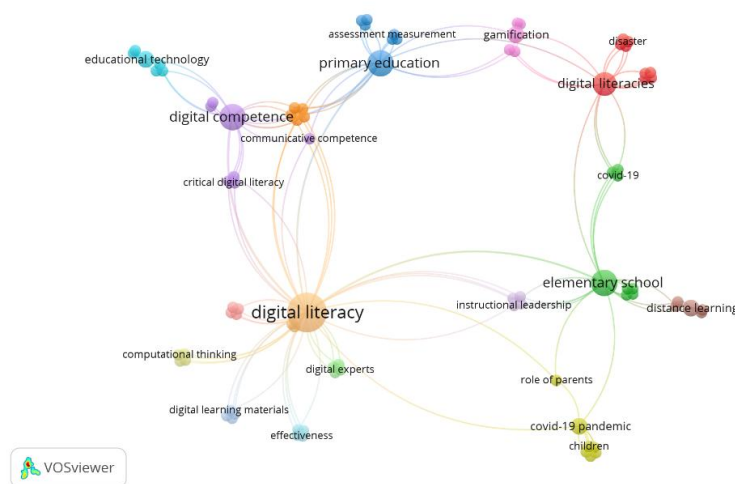 assessment measurement
gamification
disaster
educational technology
primary education
digital literacies
digital competence
communicative competence
critical digital literacy
covid-19
elementary school
instructional leadership
distance learning
digital literacy
computational thinking
digital experts
role of parents
digital learning materials
covid-19 pandemic
effectiveness
children
VOSviewer